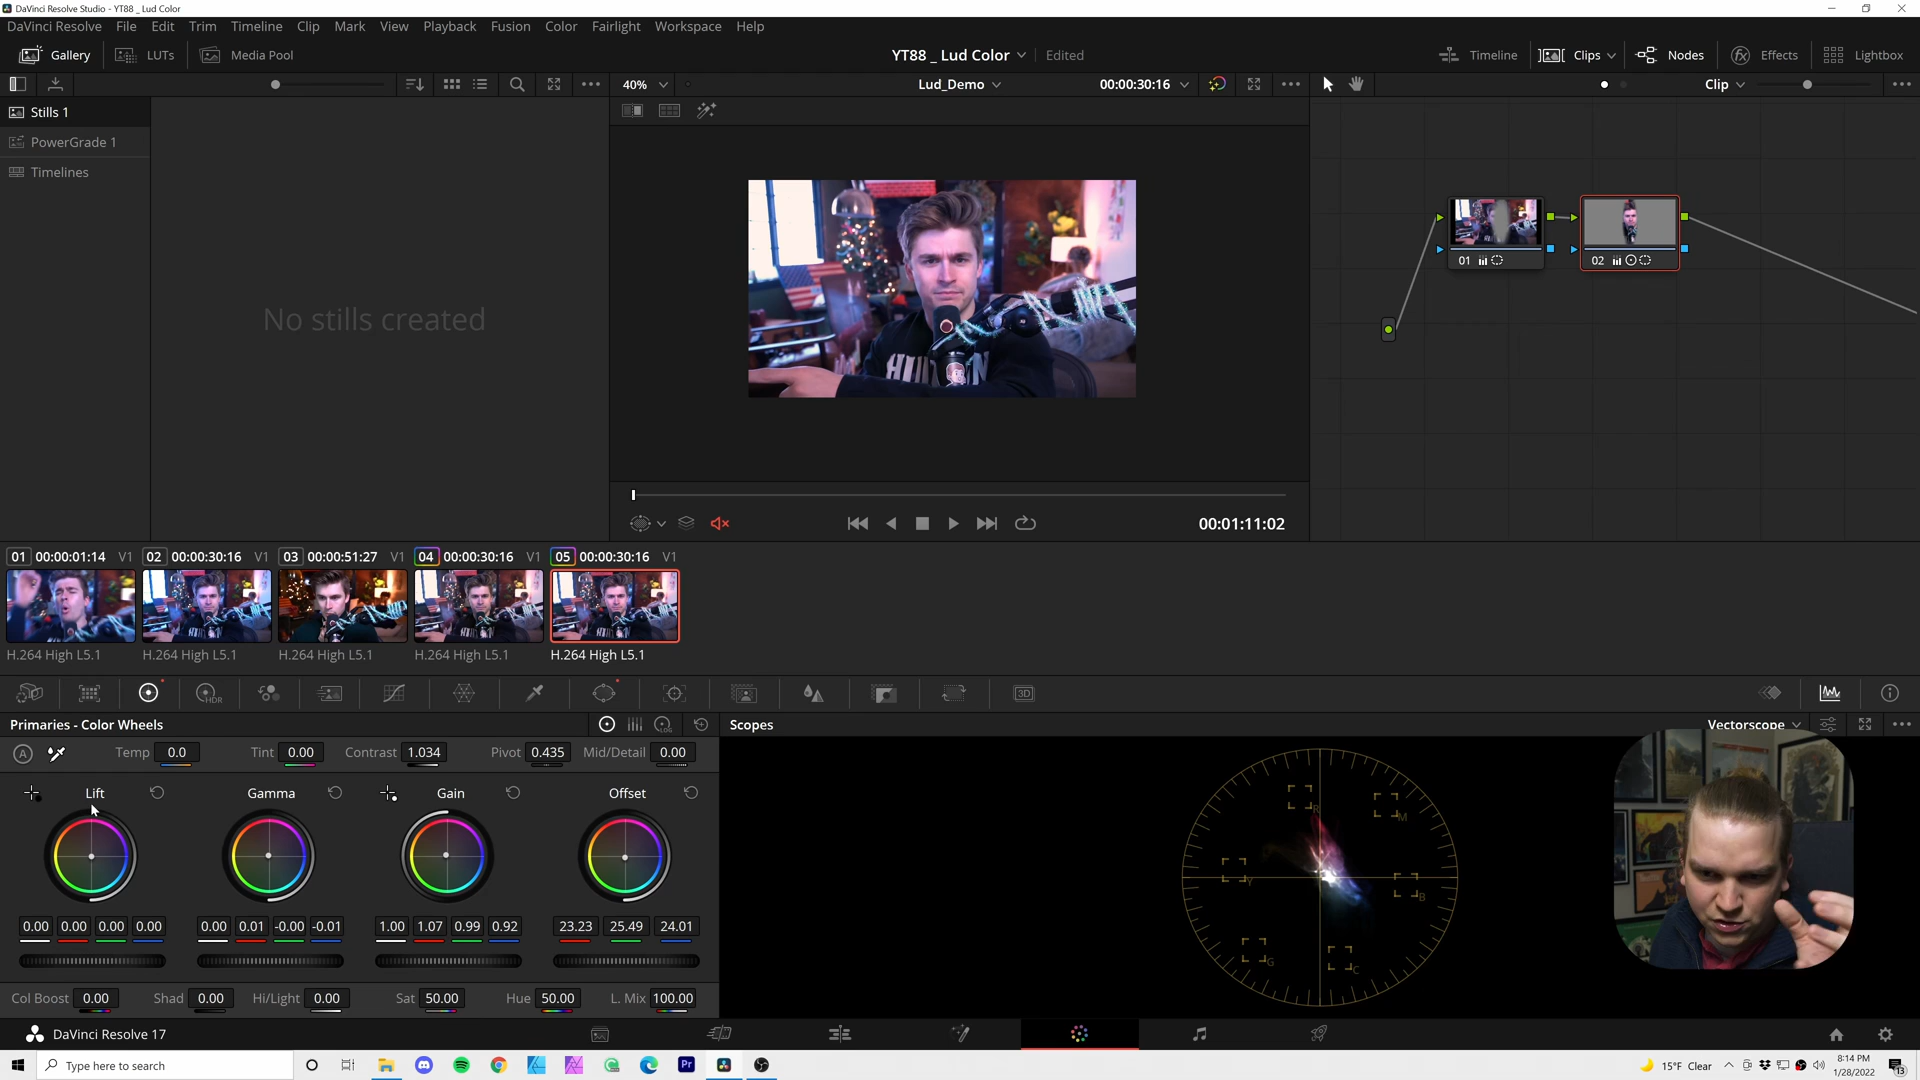 DaVinci Resolve Studio - YT88 _ Lud Color
DaVinci Resolve File Edit Trim Timeline Clip Mark View Playback Fusion Color Fairlight Workspace Help
Gallery LUTs Media Pool YT88 _ Lud Color Edited Timeline Clips Nodes Effects Lightbox
40% Lud_Demo 00:00:30:16 Clip
Stills 1
PowerGrade 1
Timelines
No stills created
01
02
00:01:11:02
01 00:00:01:14 V1 02 00:00:30:16 V1 03 00:00:51:27 V1 04 00:00:30:16 V1 05 00:00:30:16 V1
H.264 High L5.1 H.264 High L5.1 H.264 High L5.1 H.264 High L5.1 H.264 High L5.1
HDR 3D
Primaries - Color Wheels LOG Scopes Vectorscope
A Temp 0.0 Tint 0.00 Contrast 1.034 Pivot 0.435 Mid/Detail 0.00
Lift Gamma Gain Offset
R M
Y B
G C
0.00 0.00 0.00 0.00 0.00 0.01 -0.00 -0.01 1.00 1.07 0.99 0.92 23.23 25.49 24.01
Col Boost 0.00 Shad 0.00 Hi/Light 0.00 Sat 50.00 Hue 50.00 L. Mix 100.00
DaVinci Resolve 17
Type here to search Pr 15°F Clear 8:14 PM
1/28/2022 13